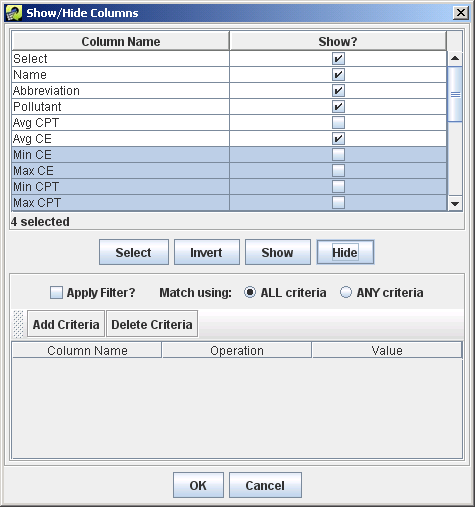 Show/Hide Columns
Column Name Show?
Select
Name
Abbreviation
Pollutant
Avg CPT
Avg CE
Min CE
Max CE
Min CPT
Max CPT
4 selected
Select Invert Show Hide
Apply Filter? Match using: ALL criteria ANY criteria
Add Criteria Delete Criteria
Column Name Operation Value
OK Cancel